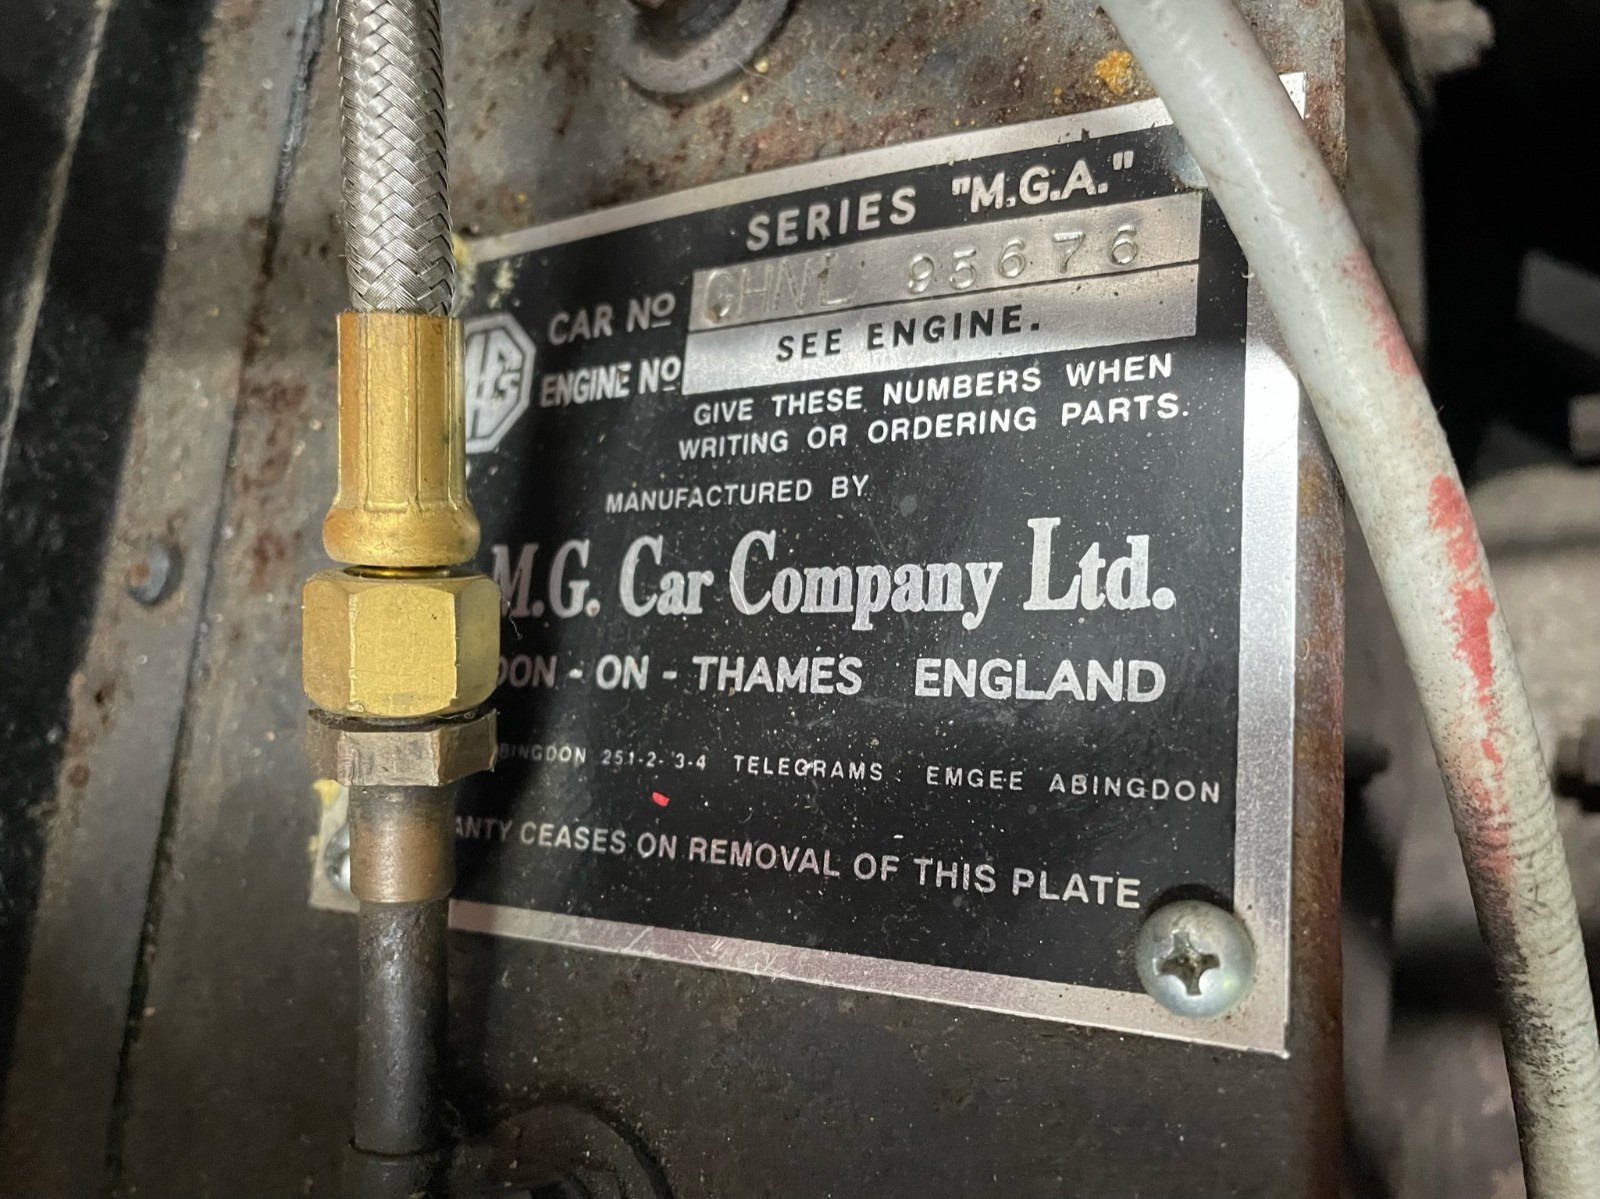 SERIES "M.G.A."
CAR No GHNL 95676
ENGINE No SEE ENGINE.
MG
GIVE THESE NUMBERS WHEN
WRITING OR ORDERING PARTS.
MANUFACTURED BY
M.G. Car Company Ltd.
DON - ON - THAMES ENGLAND
BINGDON 251-2-3-4 TELEGRAMS : EMGEE ABINGDON
ANTY CEASES ON REMOVAL OF THIS PLATE